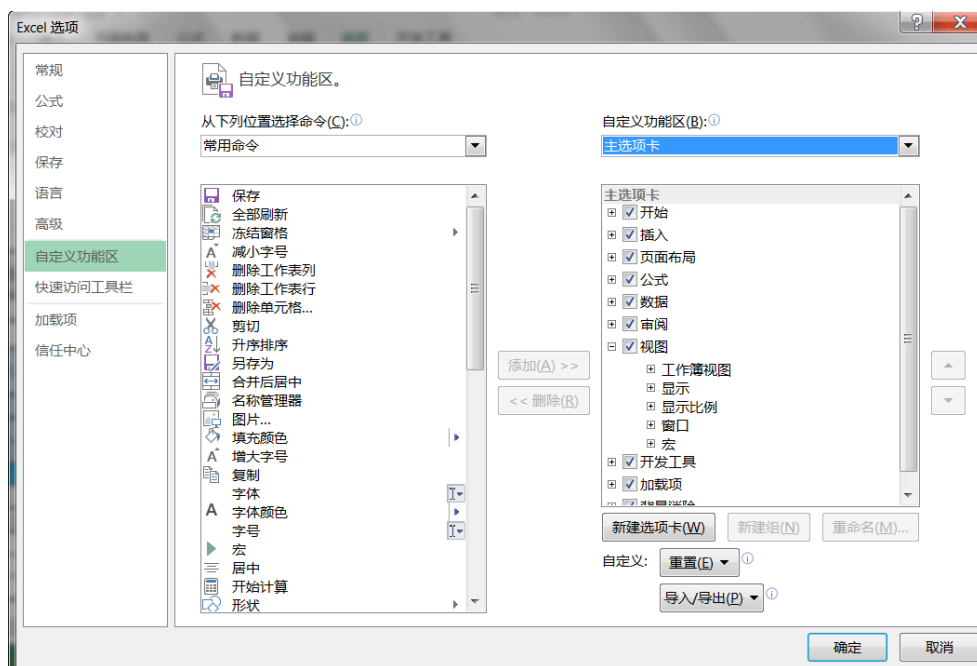 Excel 选项
常规
公式
校对
保存
语言
高级
自定义功能区
快速访问工具栏
加载项
信任中心
自定义功能区。
从下列位置选择命令(C):
常用命令
保存
全部刷新
冻结窗格
减小字号
删除工作表列
删除工作表行
删除单元格...
剪切
升序排序
另存为
合并后居中
名称管理器
图片...
填充颜色
增大字号
复制
字体
字体颜色
字号
宏
居中
开始计算
形状
添加(A) >>
<< 删除(R)
自定义功能区(B):
主选项卡
主选项卡
开始
插入
页面布局
公式
数据
审阅
视图
工作簿视图
显示
显示比例
窗口
宏
开发工具
加载项
背景消除
新建选项卡(W)
新建组(N)
重命名(M)...
自定义:
重置(E)
导入/导出(P)
确定
取消